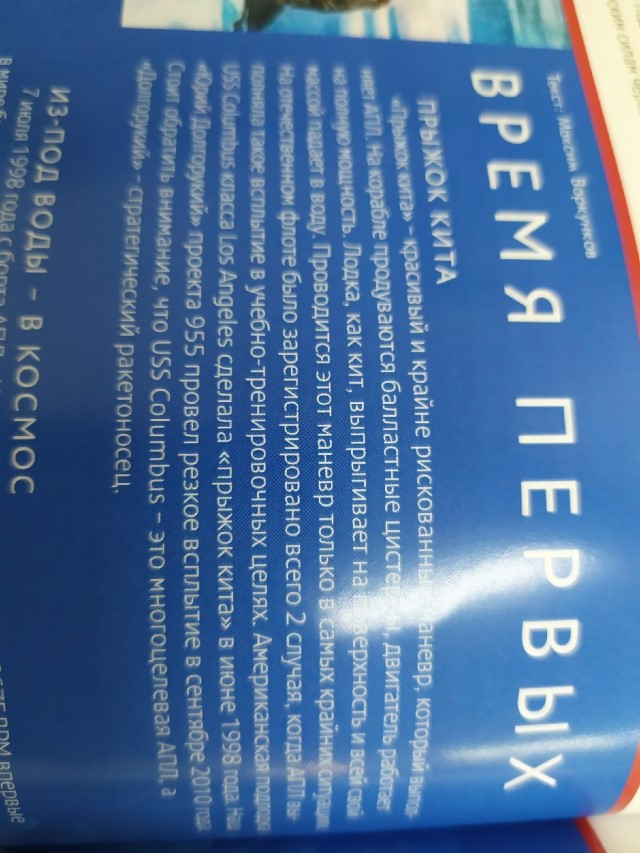 ским силам
Текст: Максим Воркунков
ВРЕМЯ ПЕРВЫХ
ПРЫЖОК КИТА
«Прыжок кита» – красивый и крайне рискованный маневр, который выпол-
няет АПЛ. На корабле продуваются балластные цистерны, двигатель работает
на полную мощность. Лодка, как кит, выпрыгивает на поверхность и всей своей
массой падает в воду. Проводится этот маневр только в самых крайних ситуациях.
На отечественном флоте было зарегистрировано всего 2 случая, когда АПЛ вы-
полняла такое всплытие в учебно-тренировочных целях. Американская подлодка
USS Columbus класса Los Angeles сделала «прыжок кита» в июне 1998 года. Наш
«Юрий Долгорукий» проекта 955 провел резкое всплытие в сентябре 2010 года.
Стоит обратить внимание, что USS Columbus – это многоцелевая АПЛ, а
«Долгорукий» – стратегический ракетоносец.
ИЗ-ПОД ВОДЫ – В КОСМОС
7 июля 1998 года с борта АПЛ ДРМ впервые
в мире